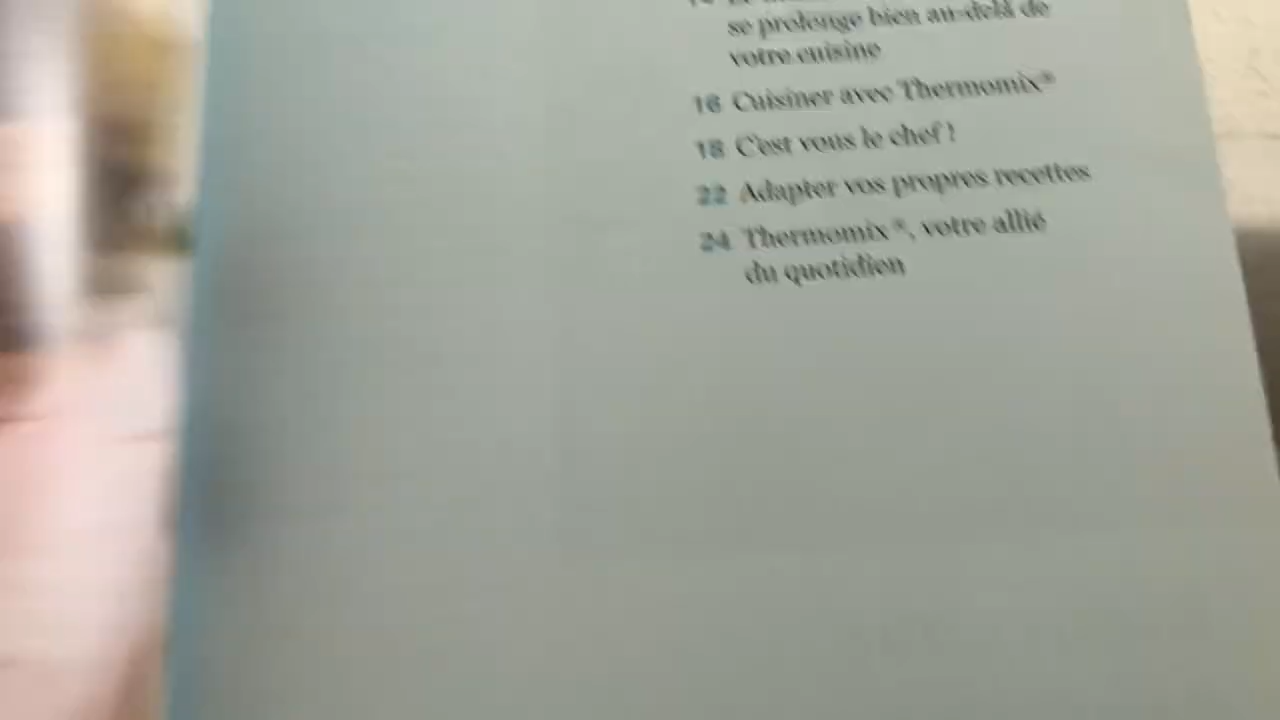 se prolonge bien au-delà de
votre cuisine
16 Cuisiner avec Thermomix®
18 C'est vous le chef !
22 Adapter vos propres recettes
24 Thermomix®, votre allié
du quotidien